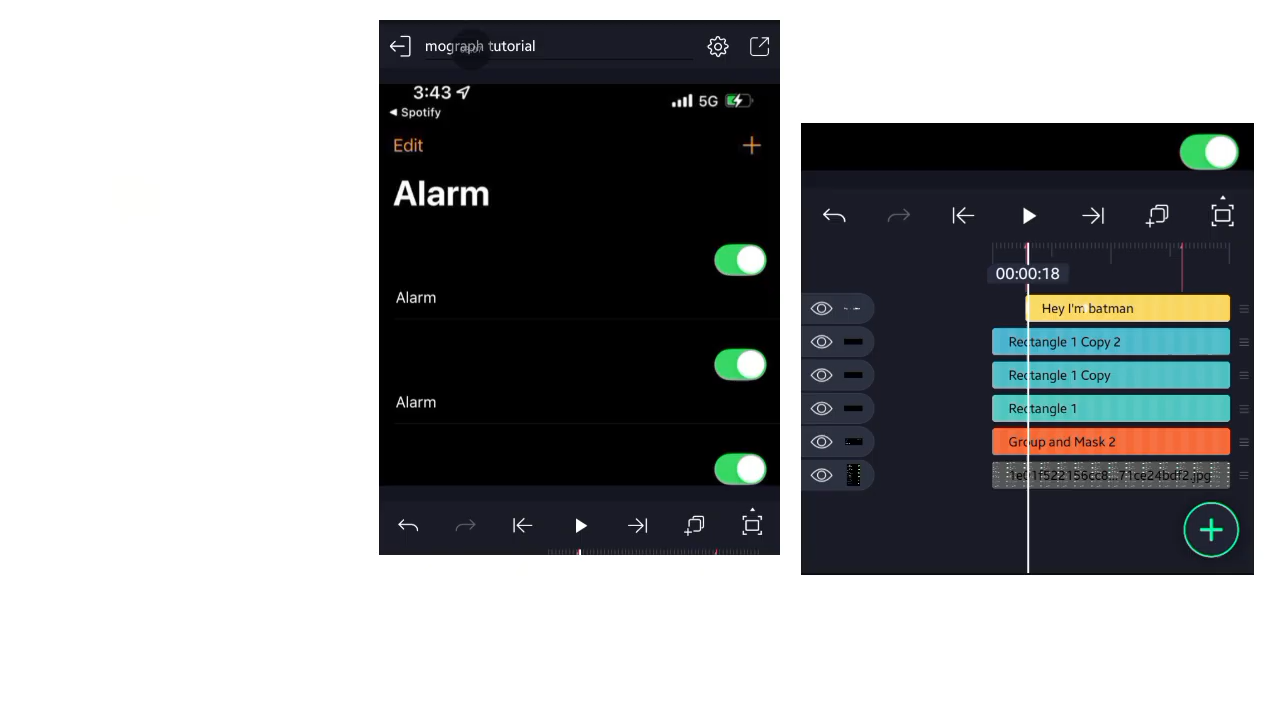 mograph tutorial
3:43
5G
◀ Spotify
Edit
Alarm
Alarm
Alarm
00:00:18
Hey I'm batman
Rectangle 1 Copy 2
Rectangle 1 Copy
Rectangle 1
Group and Mask 2